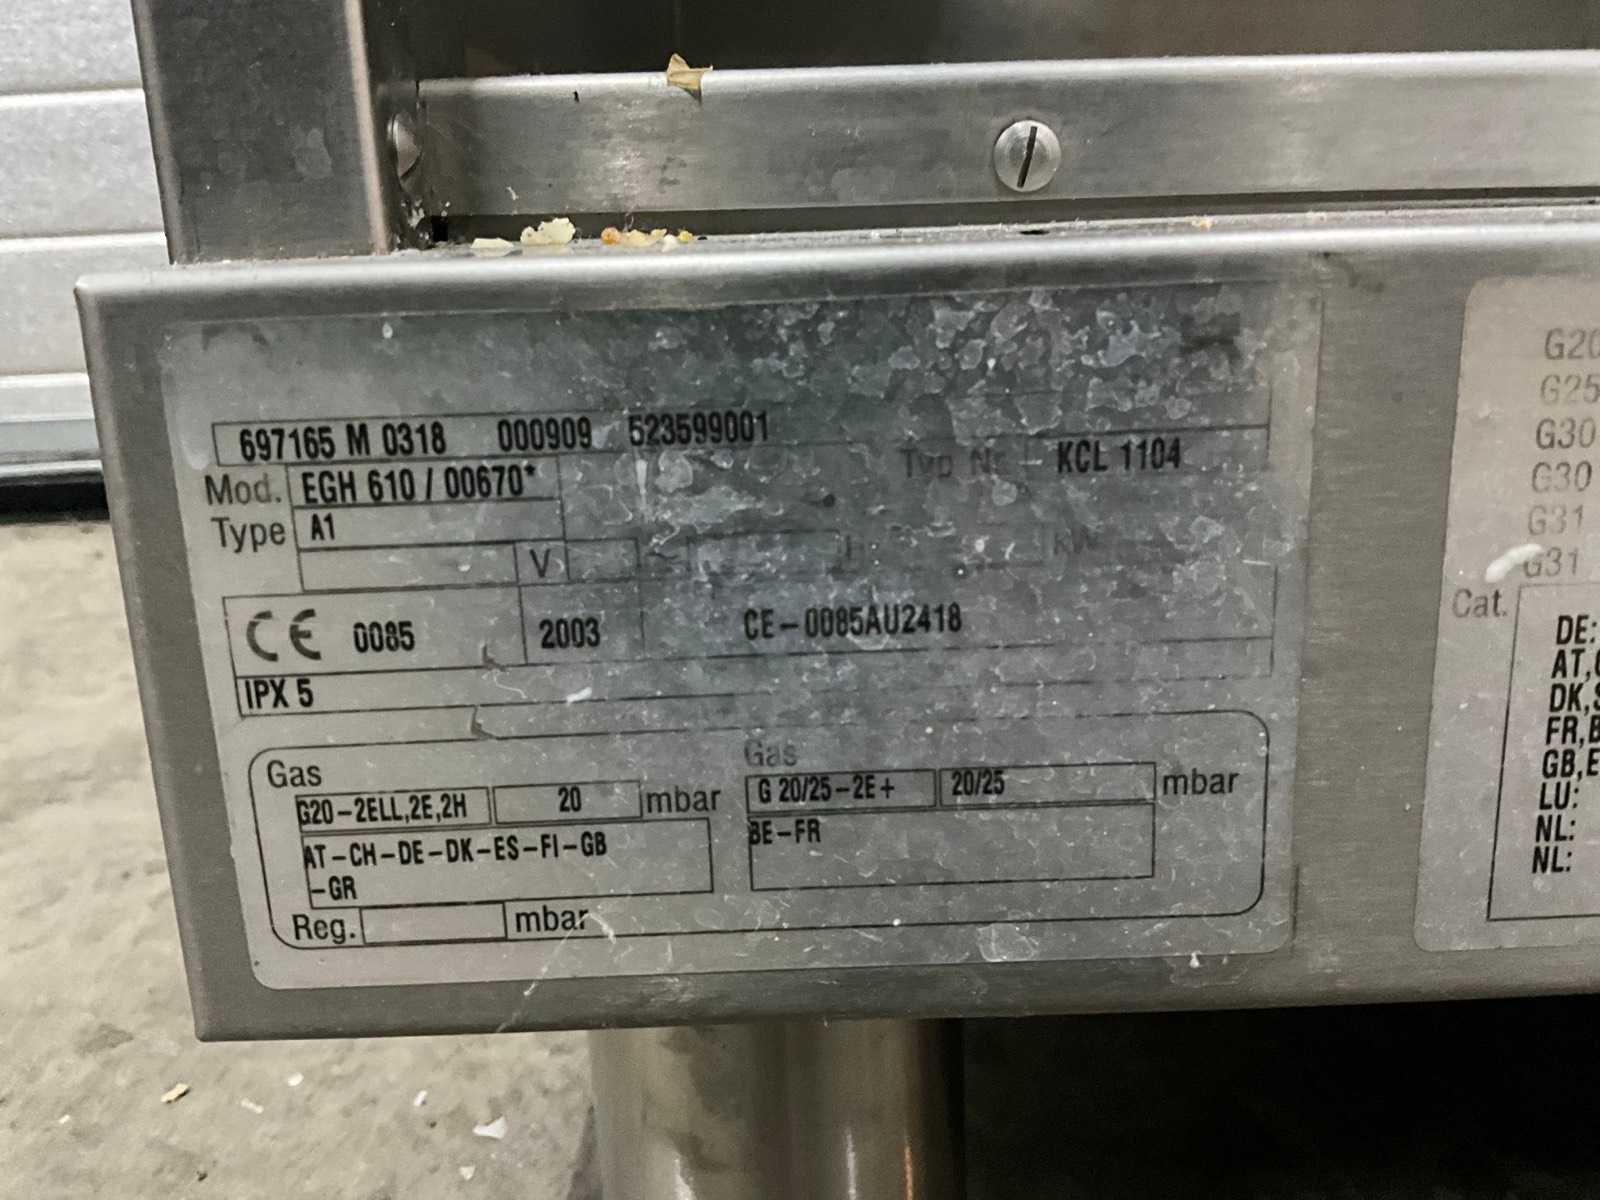 697165 M 0318 000909 523599001
Mod. EGH 610 / 00670* Typ Nr. KCL 1104
Type A1
V kW
CE 0085 2003 CE-0085AU2418
IPX 5
Gas
G20-2ELL,2E,2H 20 mbar
AT-CH-DE-DK-ES-FI-GB
-GR
Reg. mbar
Gas
G 20/25-2E+ 20/25 mbar
BE-FR
G20
G25
G30
G30
G31
G31
Cat.
DE:
AT,
DK,
FR,
GB,
LU:
NL:
NL: